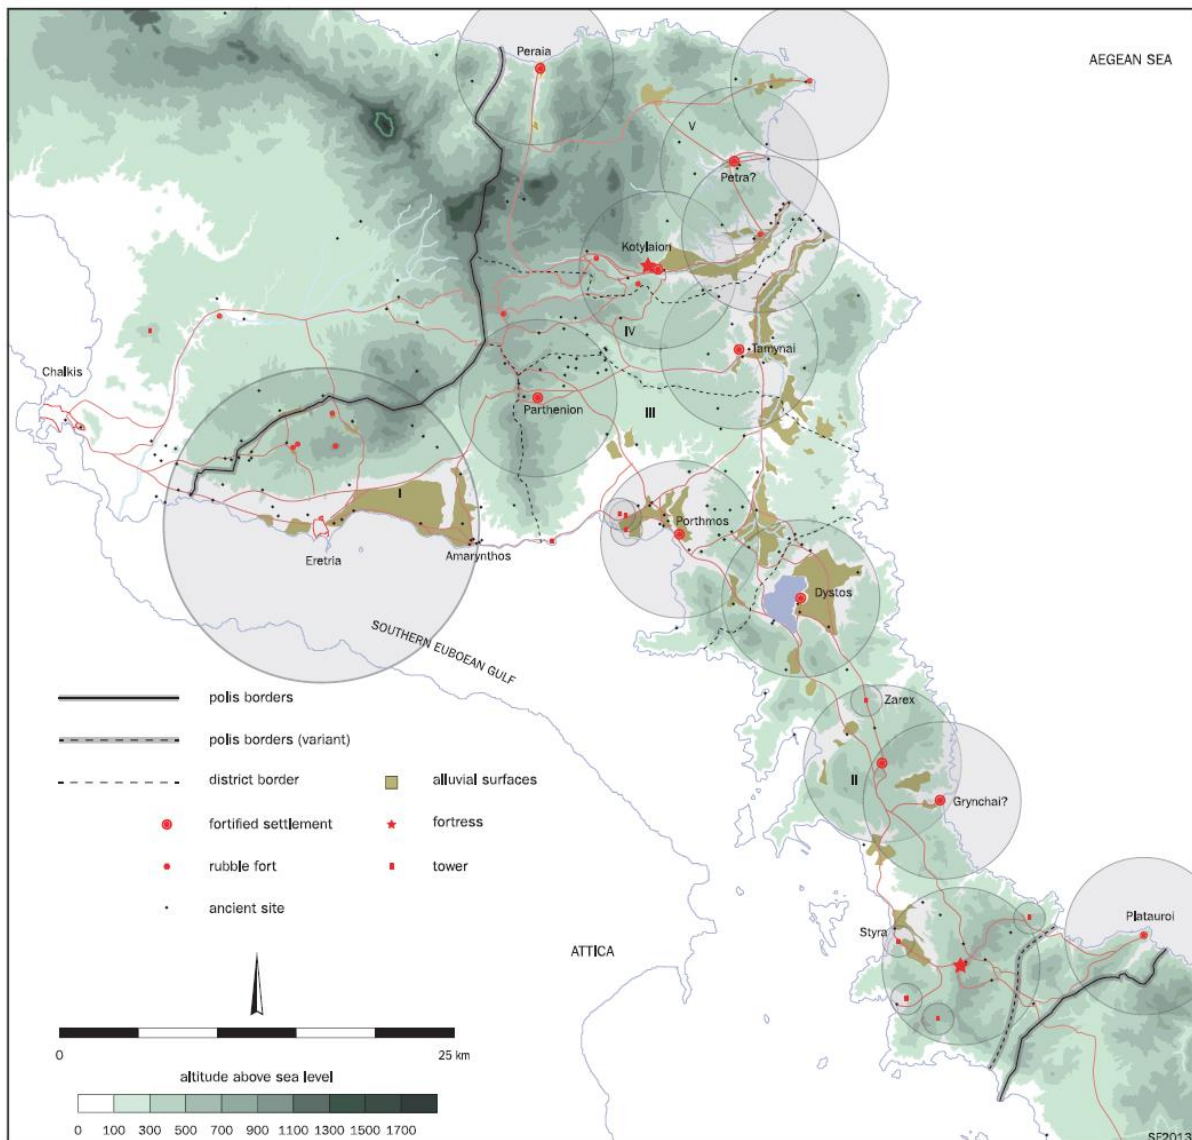 Peraia
AEGEAN SEA
V
Petra?
Kotylaion
IV
Tamynai
Chalkis
Parthenion
III
I
Porthmos
Eretria
Amarynthos
Dystos
SOUTHERN EUBOEAN GULF
Zarex
II
Grynchai?
Styra
Platauroi
ATTICA
polis borders
polis borders (variant)
district border
alluvial surfaces
fortified settlement
fortress
rubble fort
tower
ancient site
0 25 km
altitude above sea level
0 100 300 500 700 900 1100 1300 1500 1700
SF2013